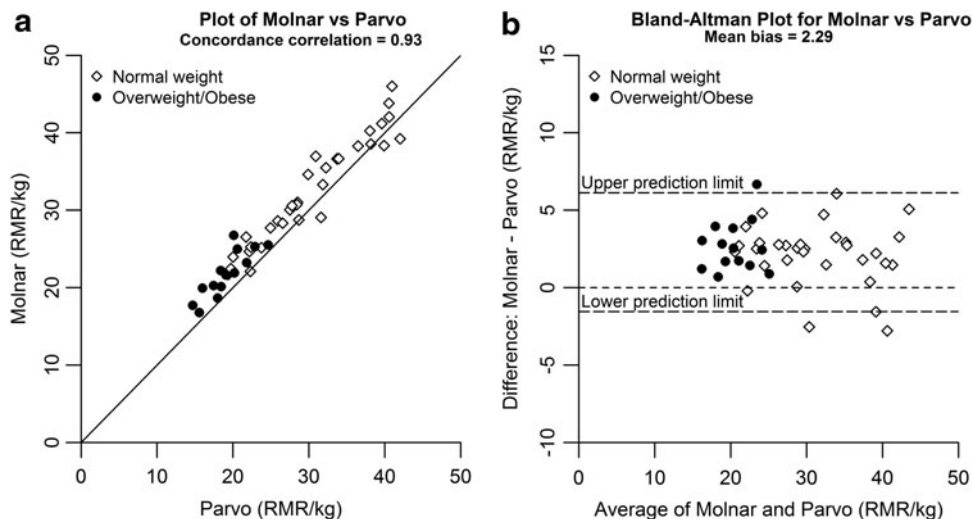 a
Plot of Molnar vs Parvo
Concordance correlation = 0.93
Normal weight
Overweight/Obese
Molnar (RMR/kg)
50
40
30
20
10
0
0 10 20 30 40 50
Parvo (RMR/kg)
b
Bland-Altman Plot for Molnar vs Parvo
Mean bias = 2.29
Normal weight
Overweight/Obese
Upper prediction limit
Lower prediction limit
Difference: Molnar - Parvo (RMR/kg)
15
10
5
0
-5
-10
0 10 20 30 40 50
Average of Molnar and Parvo (RMR/kg)